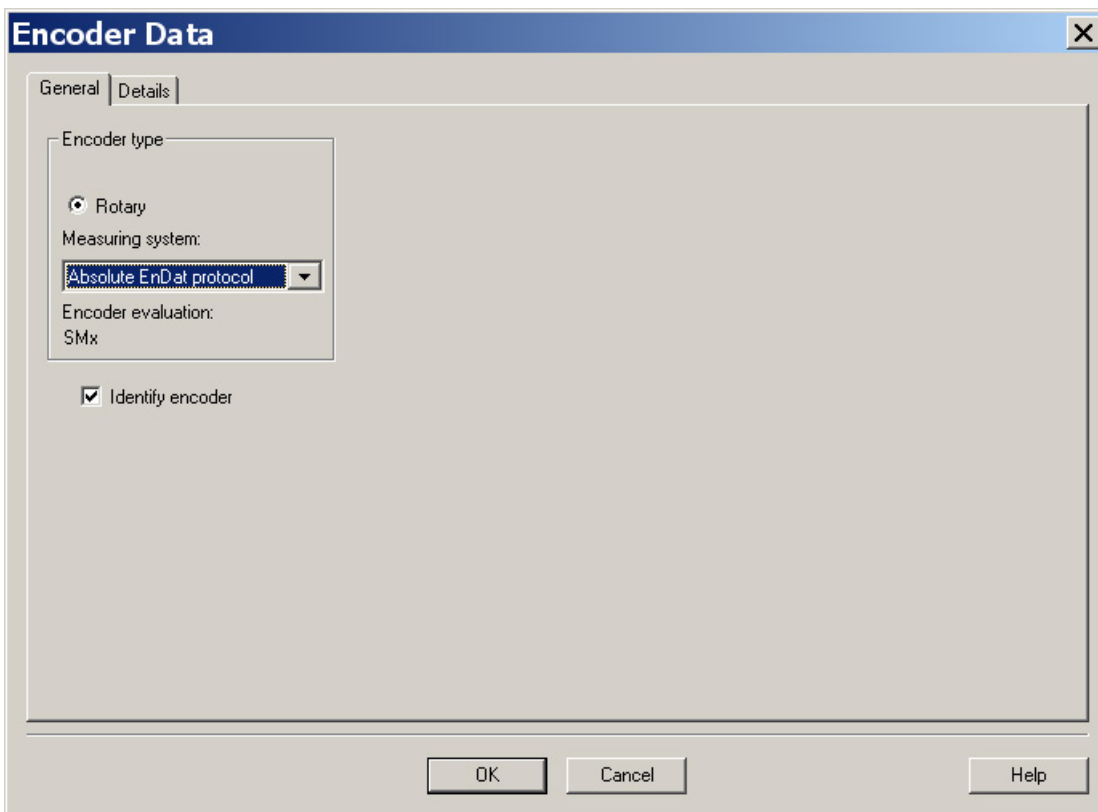 Encoder Data
General Details
Encoder type
Rotary
Measuring system:
Absolute EnDat protocol
Encoder evaluation:
SMx
Identify encoder
OK Cancel Help